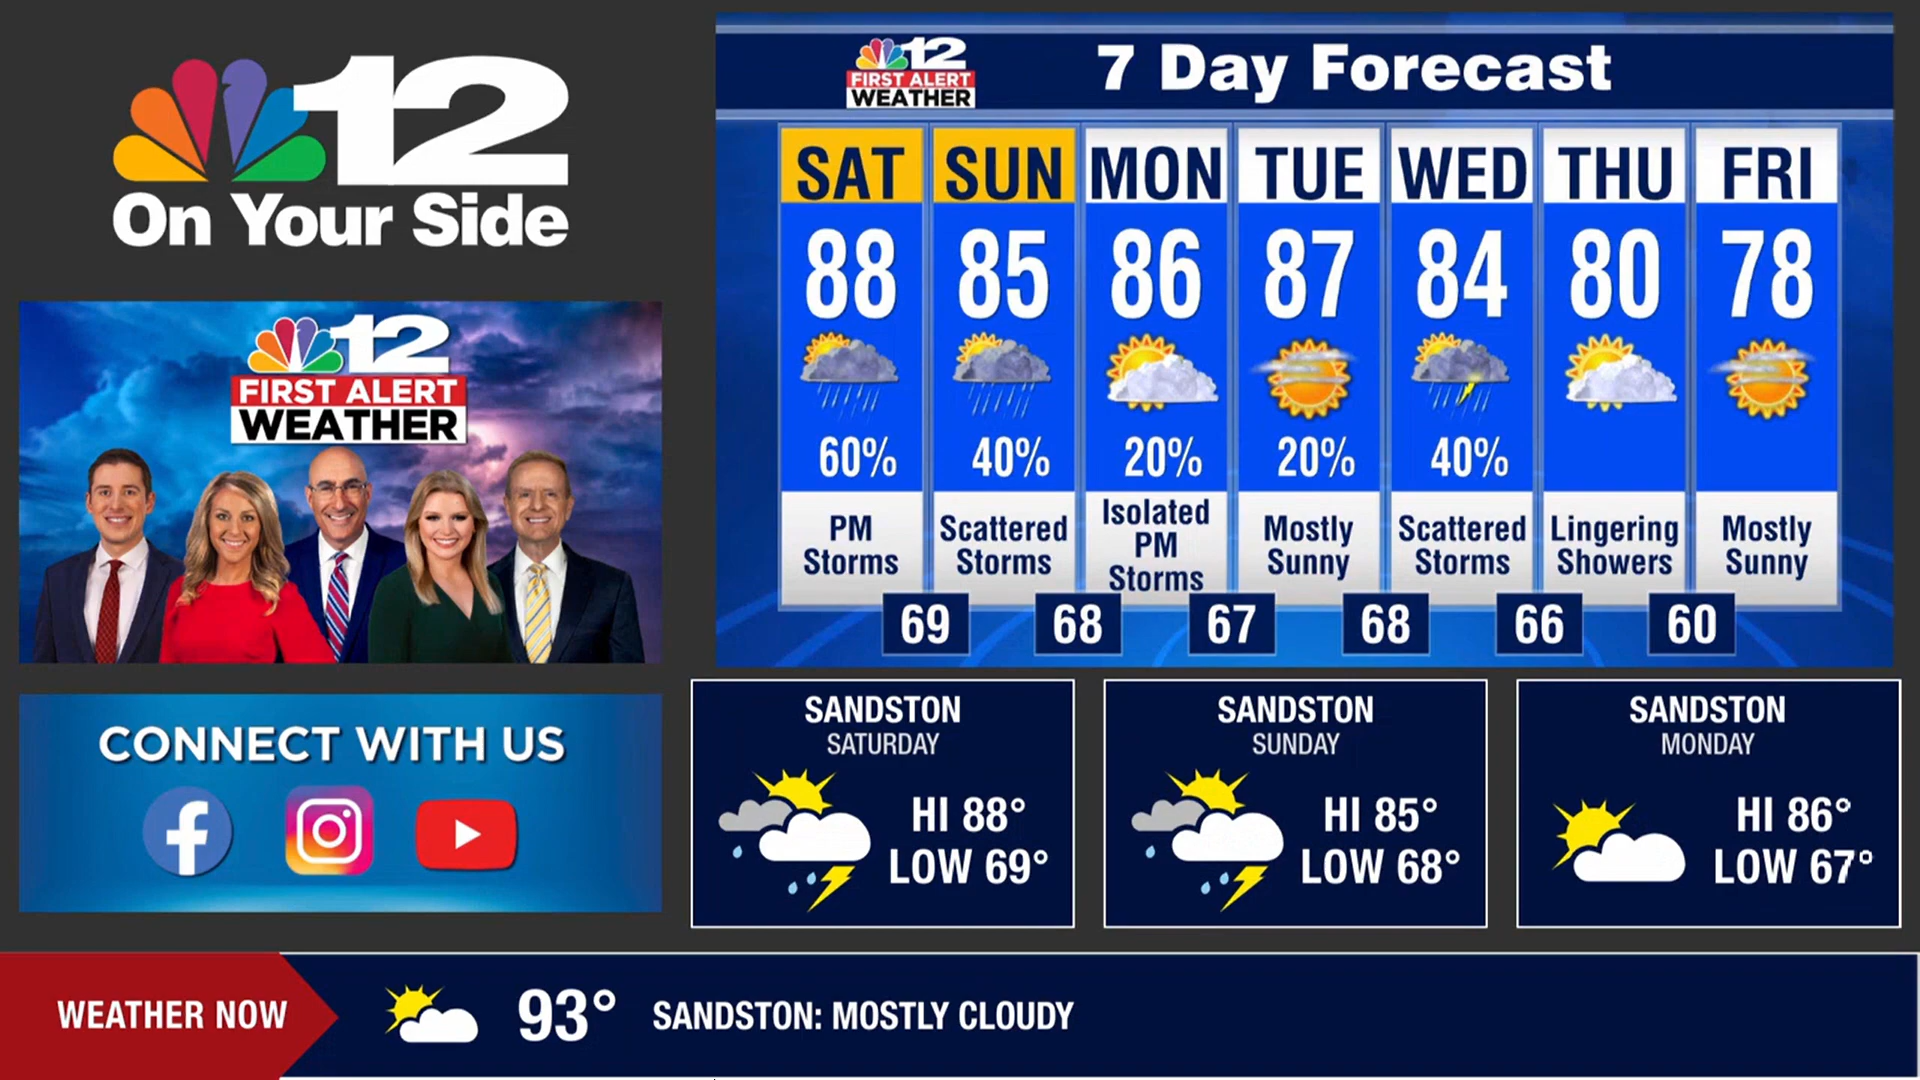 12
On Your Side
12
FIRST ALERT
WEATHER
CONNECT WITH US
12
FIRST ALERT
WEATHER
7 Day Forecast
SAT SUN MON TUE WED THU FRI
88 85 86 87 84 80 78
60% 40% 20% 20% 40%
PM
Storms
Scattered
Storms
Isolated
PM
Storms
Mostly
Sunny
Scattered
Storms
Lingering
Showers
Mostly
Sunny
69 68 67 68 66 60
SANDSTON
SATURDAY
HI 88°
LOW 69°
SANDSTON
SUNDAY
HI 85°
LOW 68°
SANDSTON
MONDAY
HI 86°
LOW 67°
WEATHER NOW
93° SANDSTON: MOSTLY CLOUDY